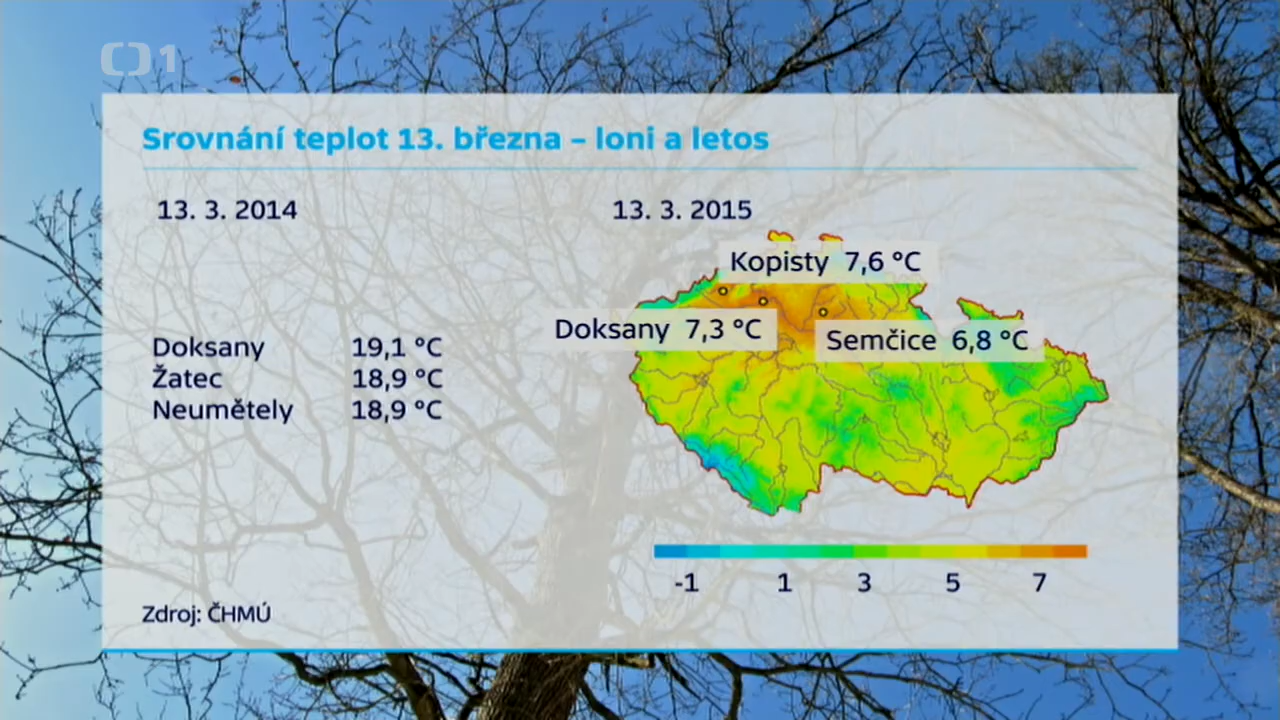 ČT1
Srovnání teplot 13. března – loni a letos
13. 3. 2014
13. 3. 2015
Kopisty 7,6 °C
Doksany 7,3 °C
Semčice 6,8 °C
Doksany 19,1 °C
Žatec 18,9 °C
Neumětely 18,9 °C
-1 1 3 5 7
Zdroj: ČHMÚ